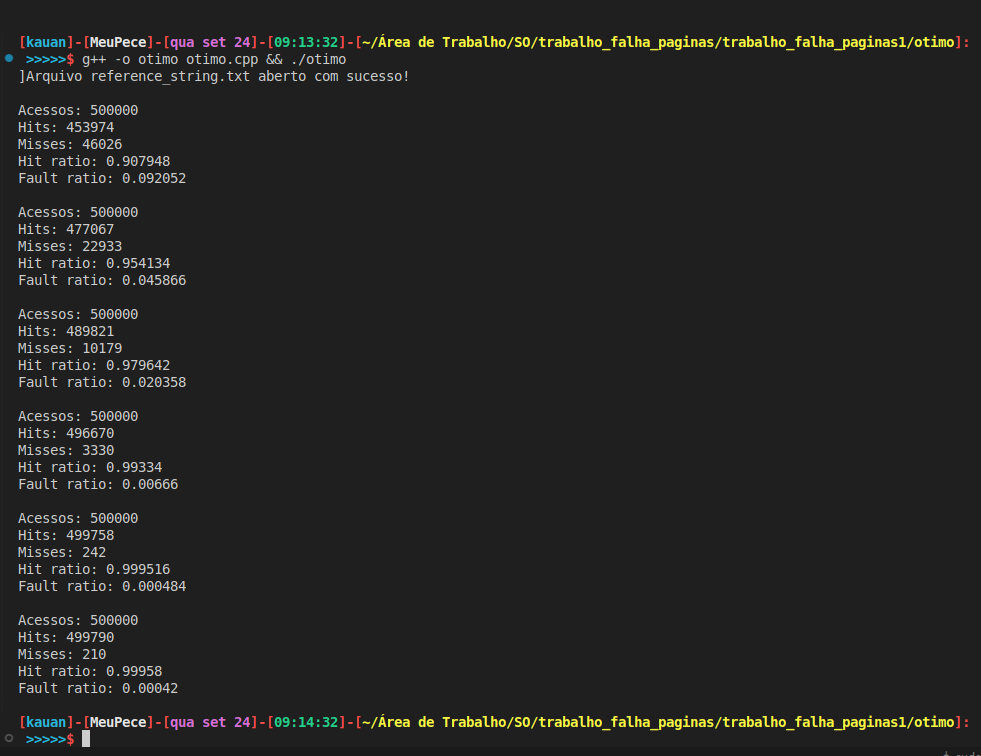 [kauan]-[MeuPece]-[qua set 24]-[09:13:32]-[~/Área de Trabalho/SO/trabalho_falha_paginas/trabalho_falha_paginas1/otimo]:
>>>>>$ g++ -o otimo otimo.cpp && ./otimo
]Arquivo reference_string.txt aberto com sucesso!
Acessos: 500000
Hits: 453974
Misses: 46026
Hit ratio: 0.907948
Fault ratio: 0.092052
Acessos: 500000
Hits: 477067
Misses: 22933
Hit ratio: 0.954134
Fault ratio: 0.045866
Acessos: 500000
Hits: 489821
Misses: 10179
Hit ratio: 0.979642
Fault ratio: 0.020358
Acessos: 500000
Hits: 496670
Misses: 3330
Hit ratio: 0.99334
Fault ratio: 0.00666
Acessos: 500000
Hits: 499758
Misses: 242
Hit ratio: 0.999516
Fault ratio: 0.000484
Acessos: 500000
Hits: 499790
Misses: 210
Hit ratio: 0.99958
Fault ratio: 0.00042
[kauan]-[MeuPece]-[qua set 24]-[09:14:32]-[~/Área de Trabalho/SO/trabalho_falha_paginas/trabalho_falha_paginas1/otimo]:
>>>>>$